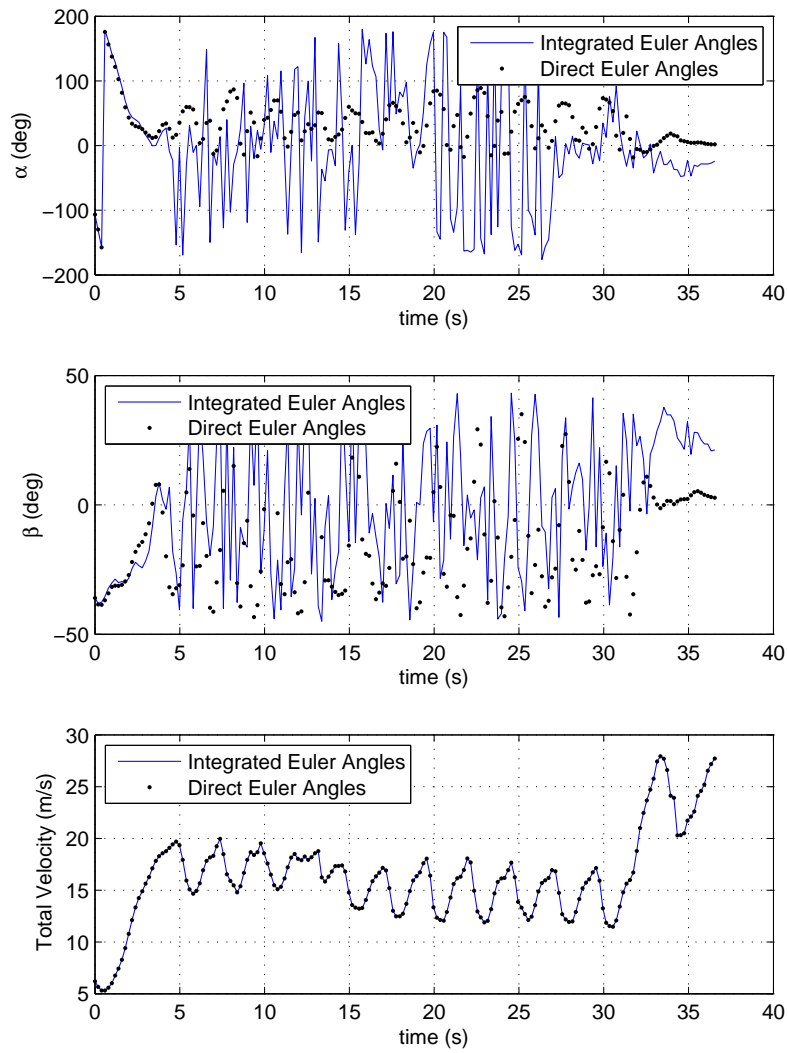 200
100
0
−100
−200
α (deg)
Integrated Euler Angles
Direct Euler Angles
0 5 10 15 20 25 30 35 40
time (s)
50
0
−50
β (deg)
Integrated Euler Angles
Direct Euler Angles
0 5 10 15 20 25 30 35 40
time (s)
30
25
20
15
10
5
Total Velocity (m/s)
Integrated Euler Angles
Direct Euler Angles
0 5 10 15 20 25 30 35 40
time (s)